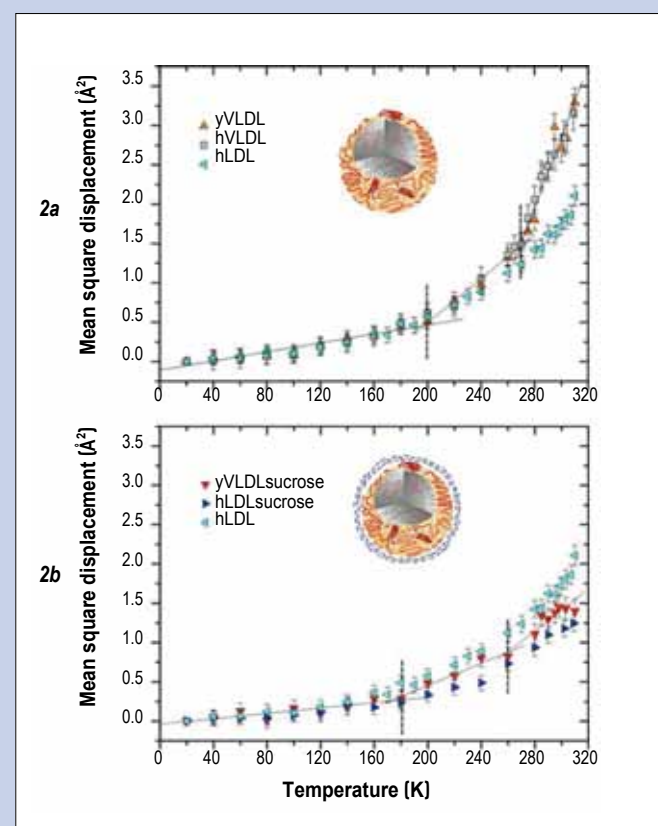 3.5
3.0
2.5
2.0
1.5
1.0
0.5
0.0
Mean square displacement (Å²)
2a
yVLDL
hVLDL
hLDL
0 40 80 120 160 200 240 280 320
3.5
3.0
2.5
2.0
1.5
1.0
0.5
0.0
Mean square displacement (Å²)
2b
yVLDLsucrose
hLDLsucrose
hLDL
0 40 80 120 160 200 240 280 320
Temperature (K)